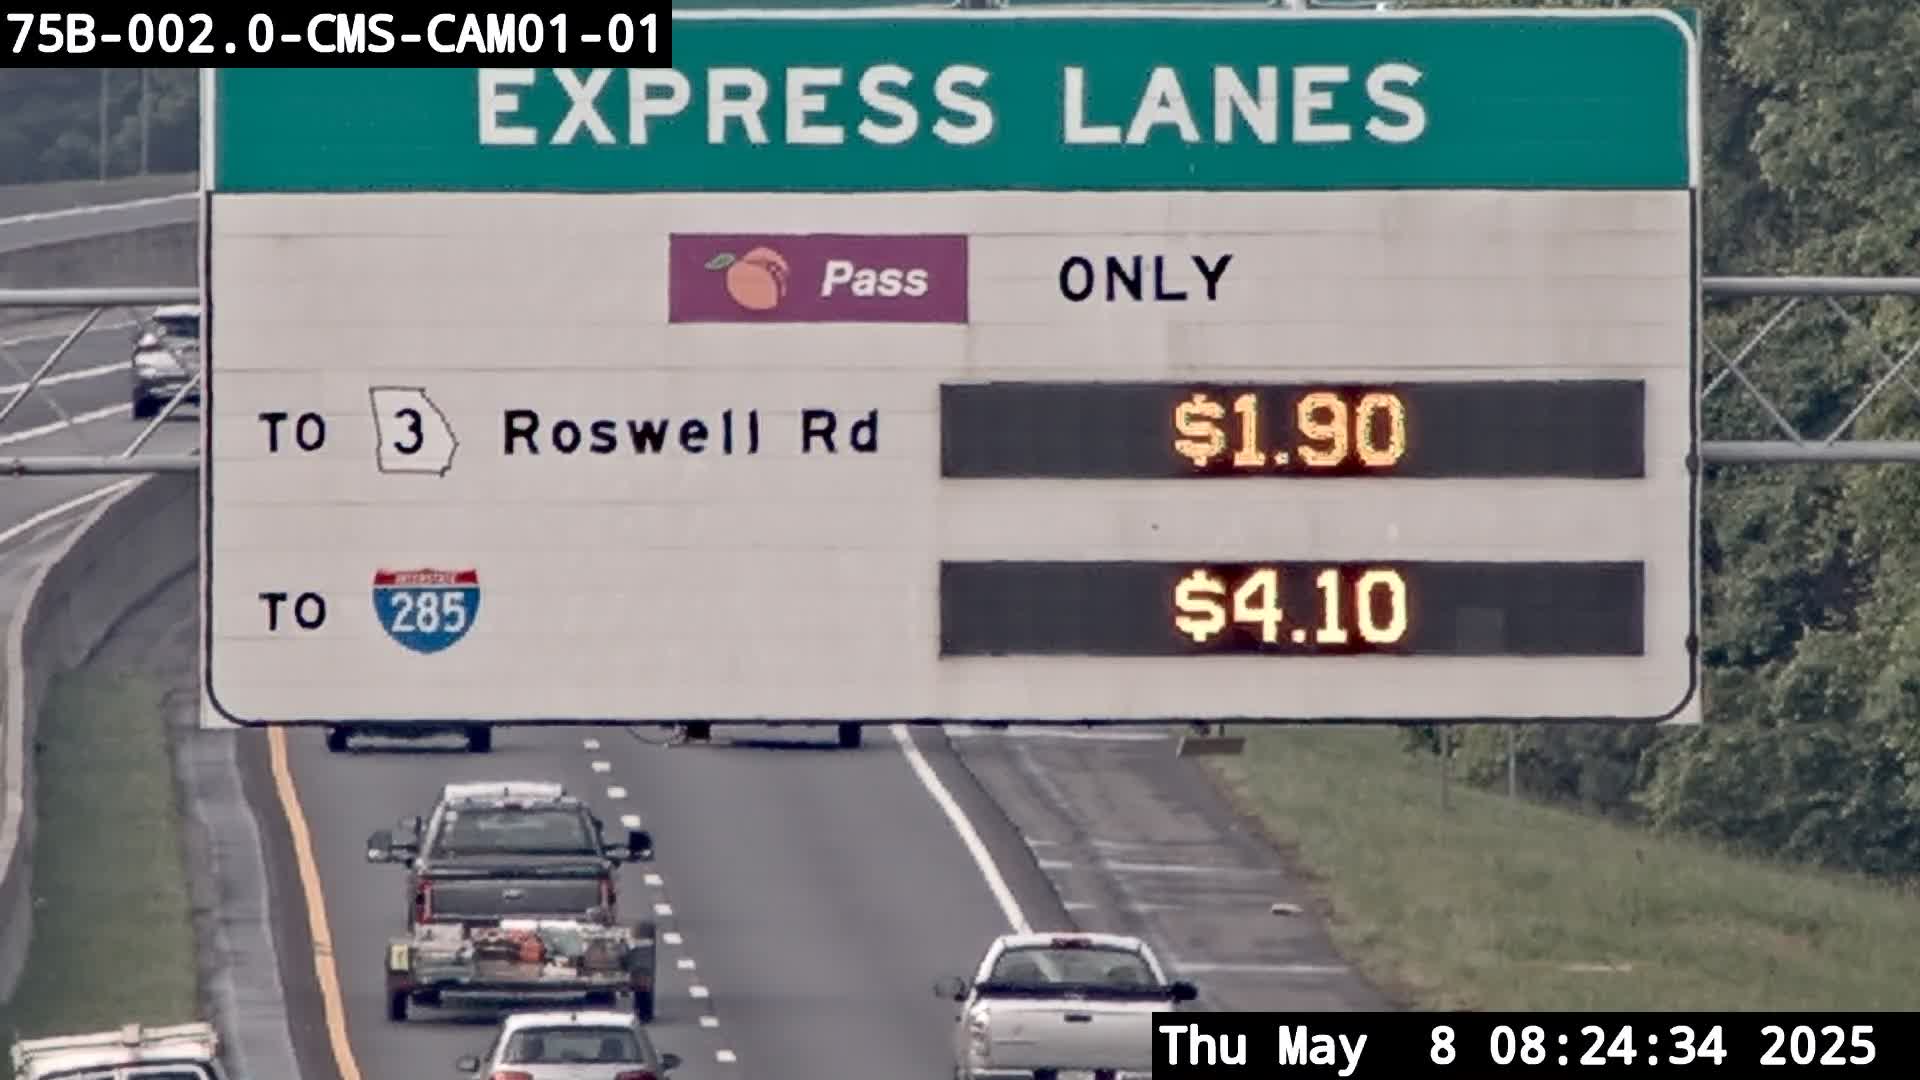 75B-002.0-CMS-CAM01-01
EXPRESS LANES
Pass ONLY
TO 3 Roswell Rd $1.90
INTERSTATE
TO 285 $4.10
Thu May 8 08:24:34 2025